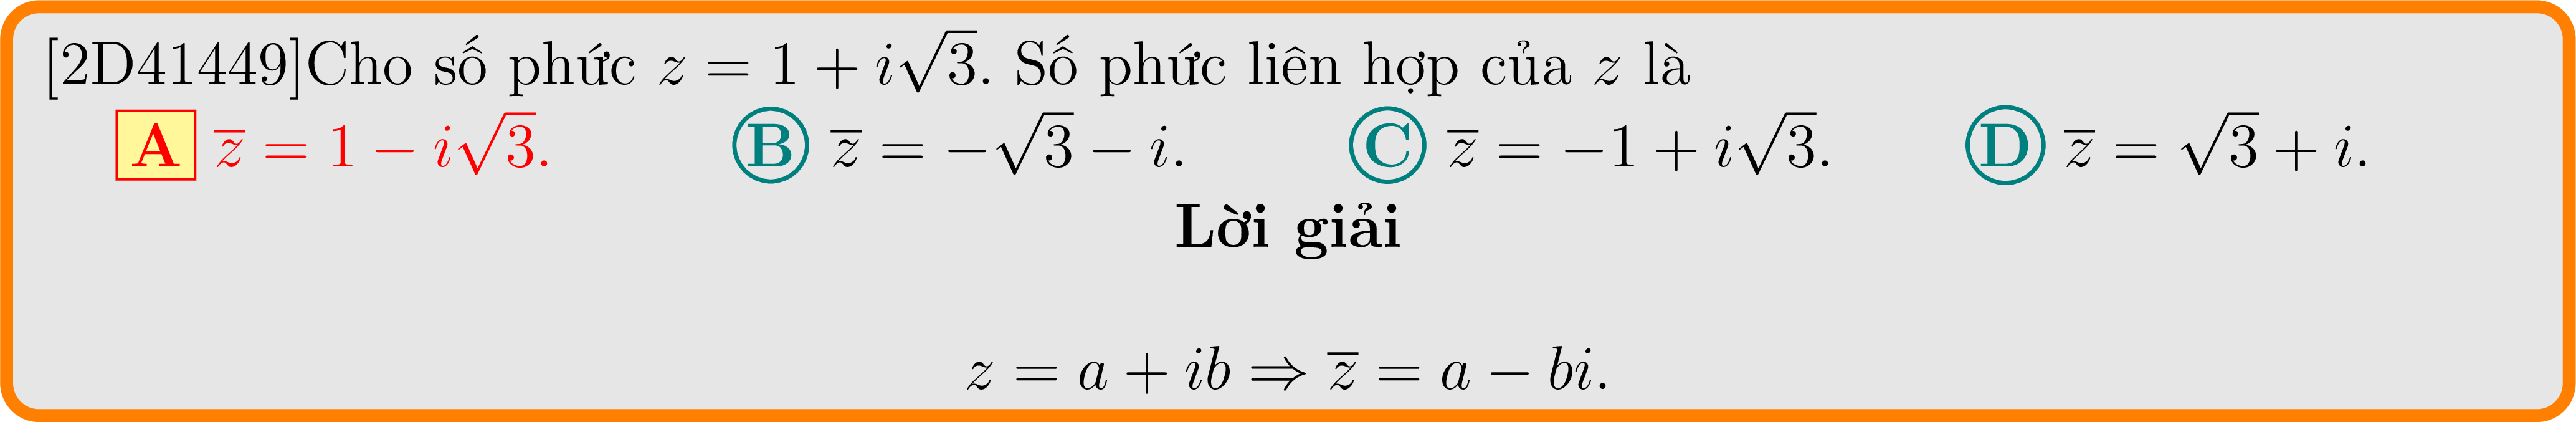 [2D41449]Cho số phức z = 1 + i√3. Số phức liên hợp của z là
A z̅ = 1 − i√3. B z̅ = −√3 − i. C z̅ = −1 + i√3. D z̅ = √3 + i.
Lời giải
z = a + ib ⇒ z̅ = a − bi.